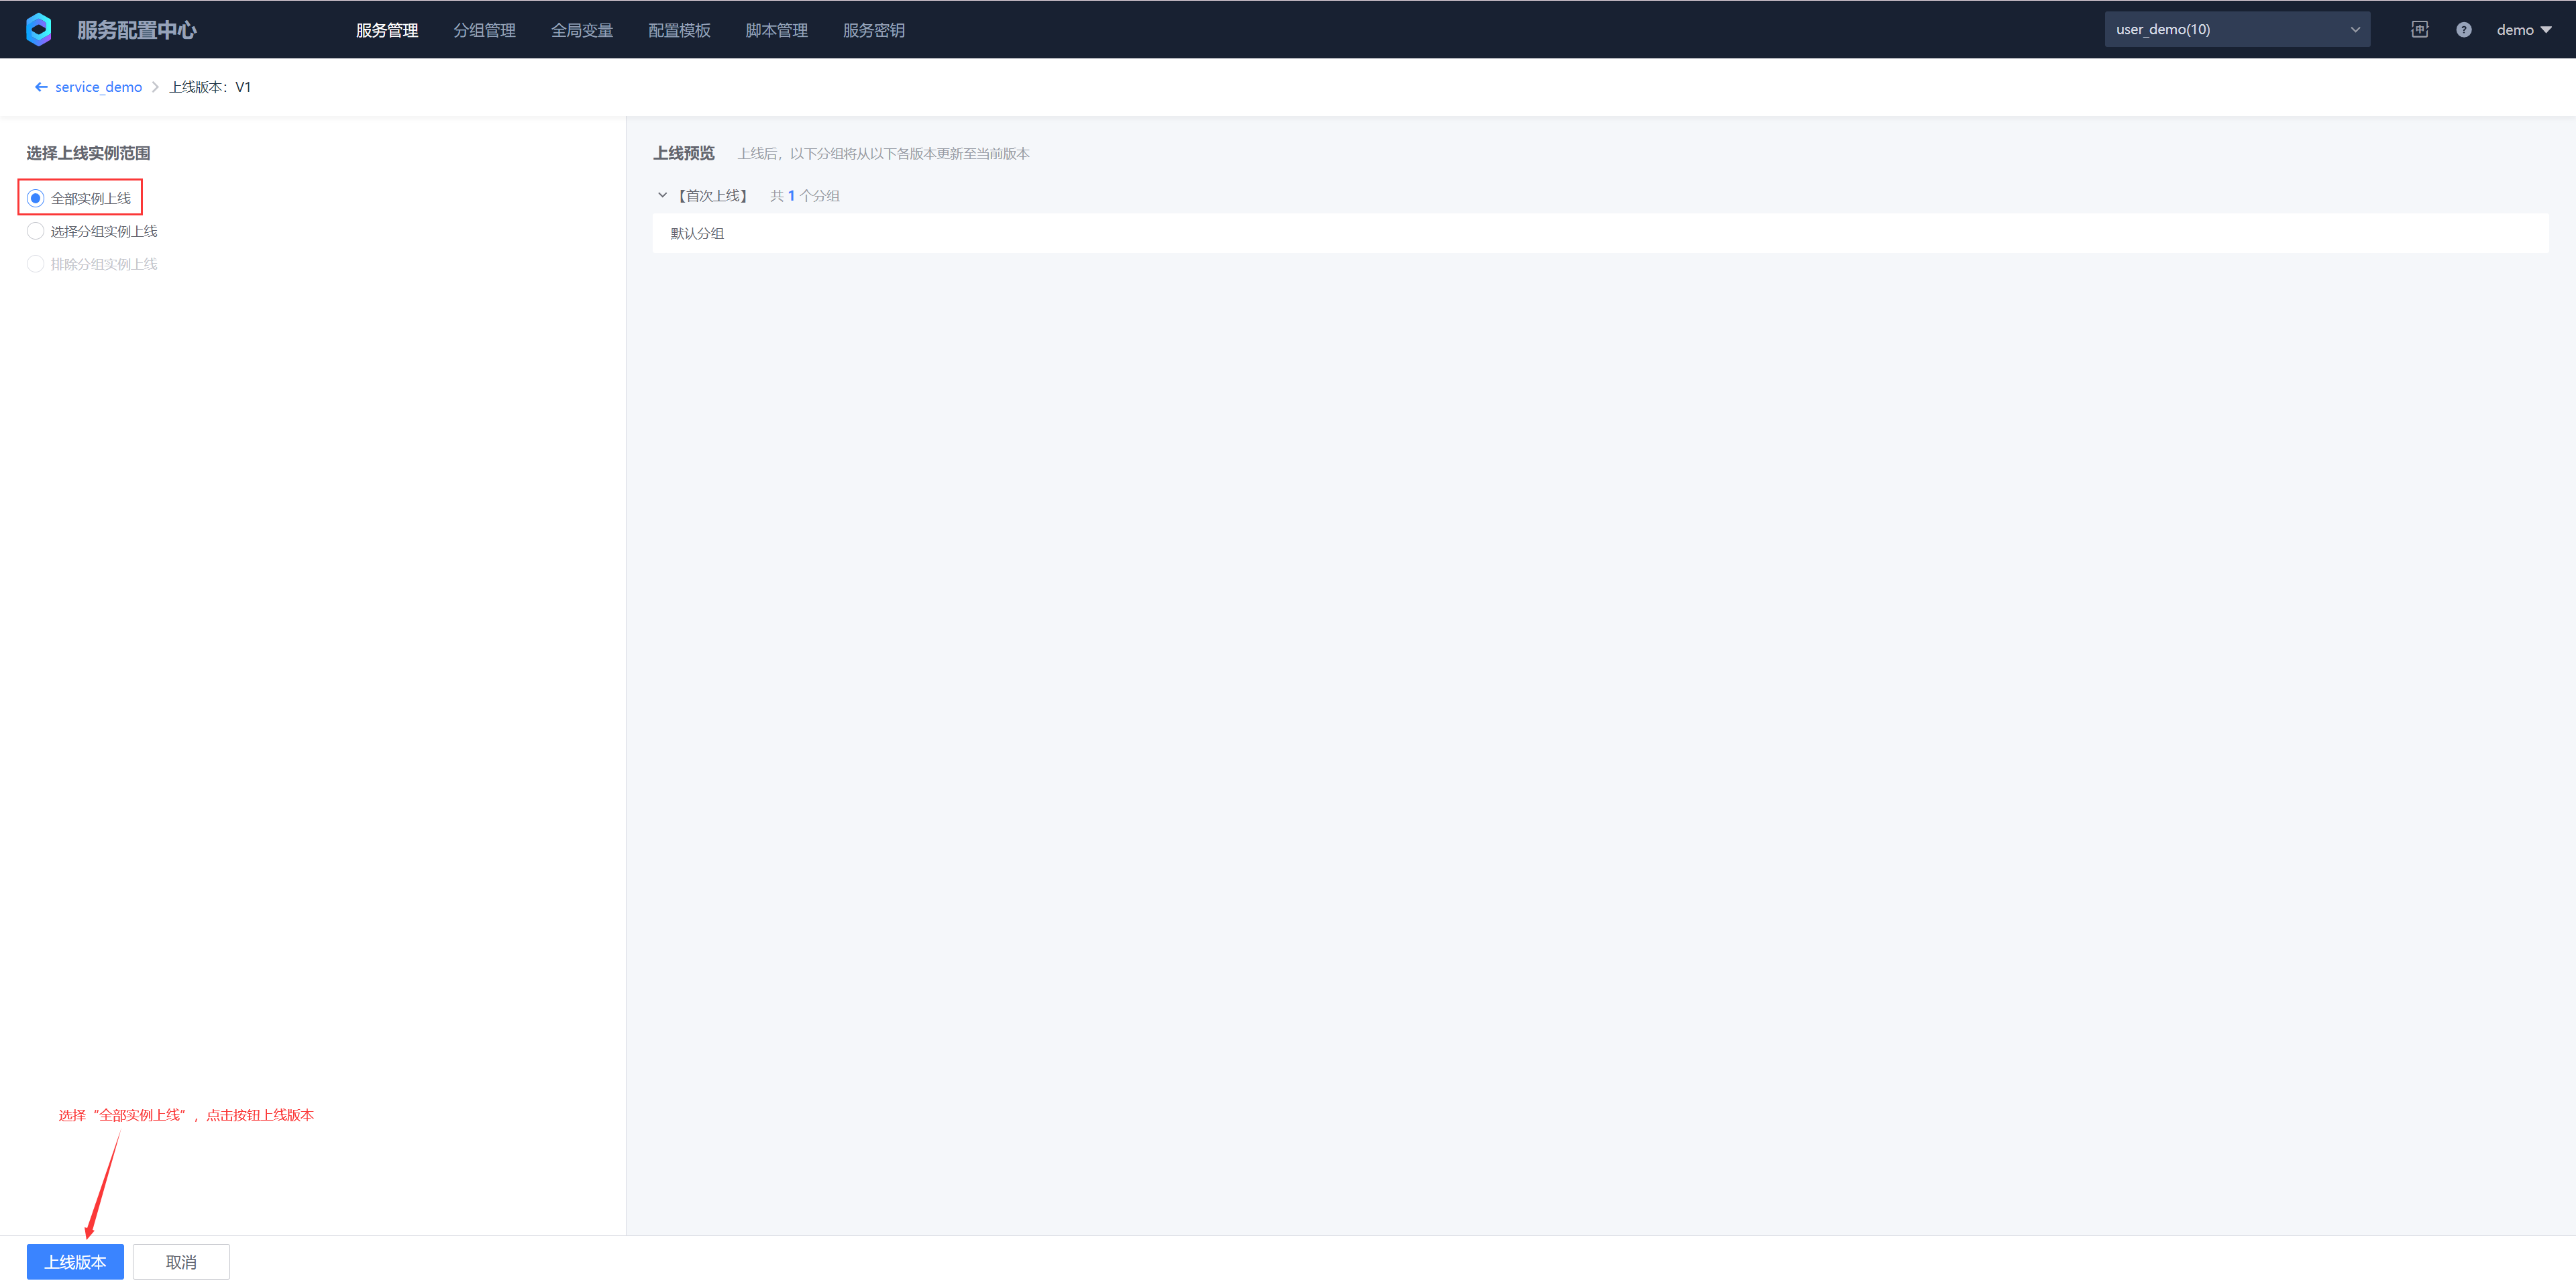 服务配置中心
服务管理 分组管理 全局变量 配置模板 脚本管理 服务密钥
user_demo(10)
中
?
demo
service_demo
上线版本：V1
选择上线实例范围
全部实例上线
选择分组实例上线
排除分组实例上线
上线预览 上线后，以下分组将从以下各版本更新至当前版本
【首次上线】 共 1 个分组
默认分组
选择“全部实例上线”，点击按钮上线版本
上线版本 取消